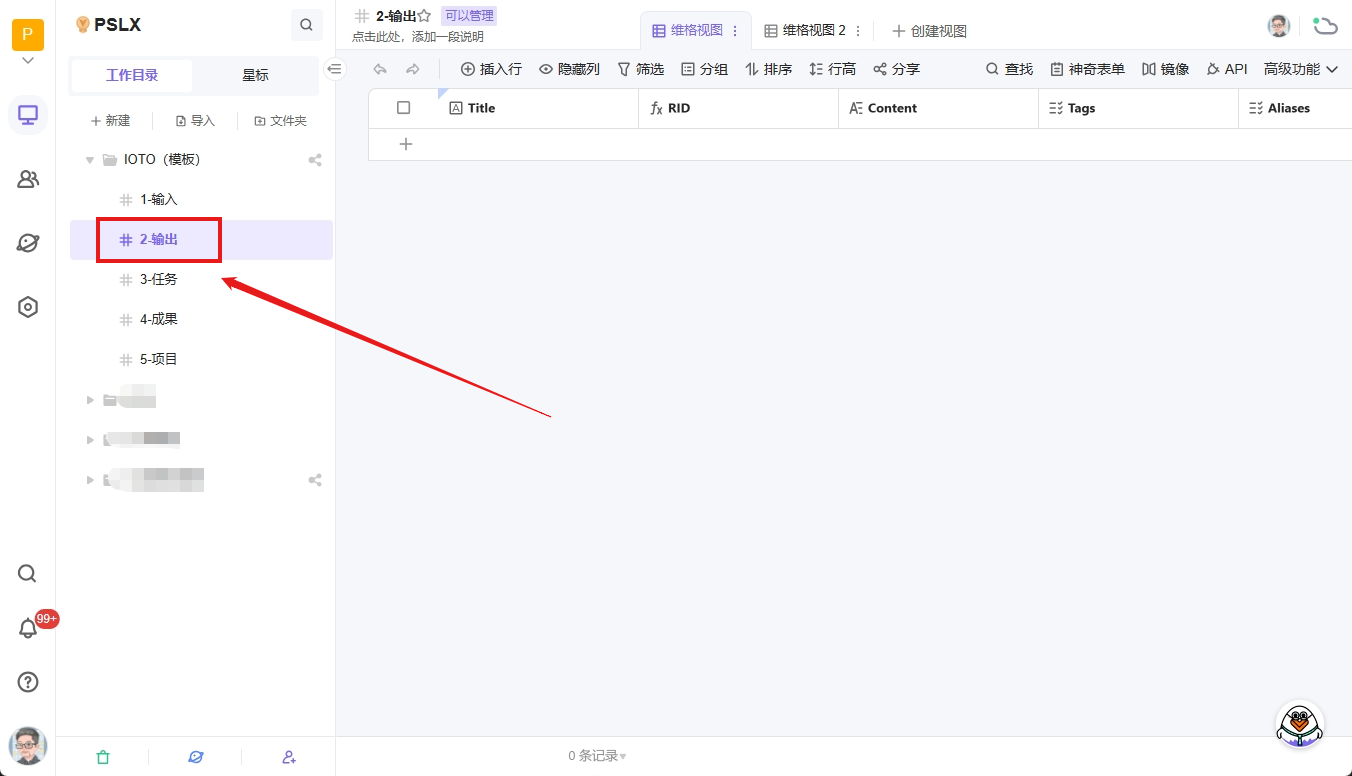 P
PSLX
工作目录
星标
新建
导入
文件夹
IOTO（模板）
1-输入
2-输出
3-任务
4-成果
5-项目
99+
2-输出
可以管理
点击此处，添加一段说明
维格视图
维格视图 2
创建视图
插入行
隐藏列
筛选
分组
排序
行高
分享
查找
神奇表单
镜像
API
高级功能
Title
RID
Content
Tags
Aliases
0 条记录